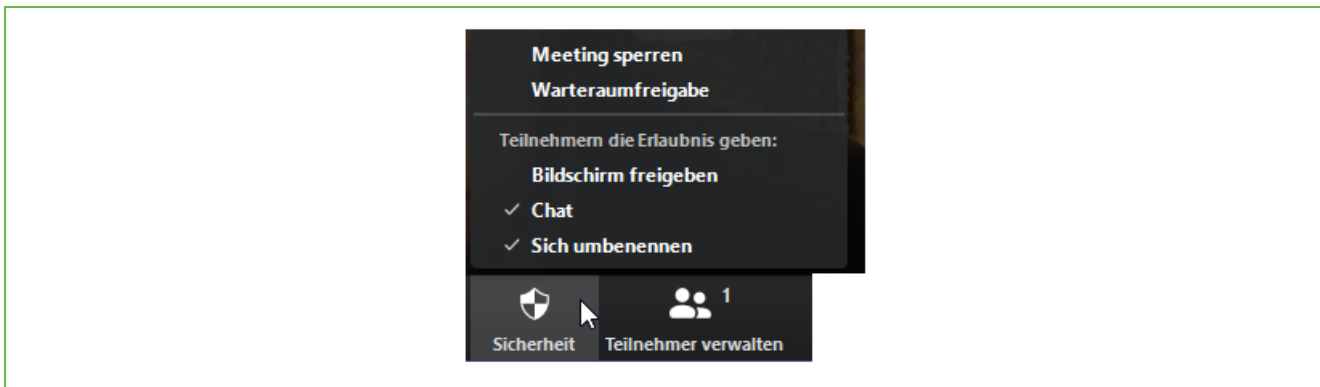 Meeting sperren
Warteraumfreigabe
Teilnehmern die Erlaubnis geben:
Bildschirm freigeben
Chat
Sich umbenennen
1
Sicherheit Teilnehmer verwalten